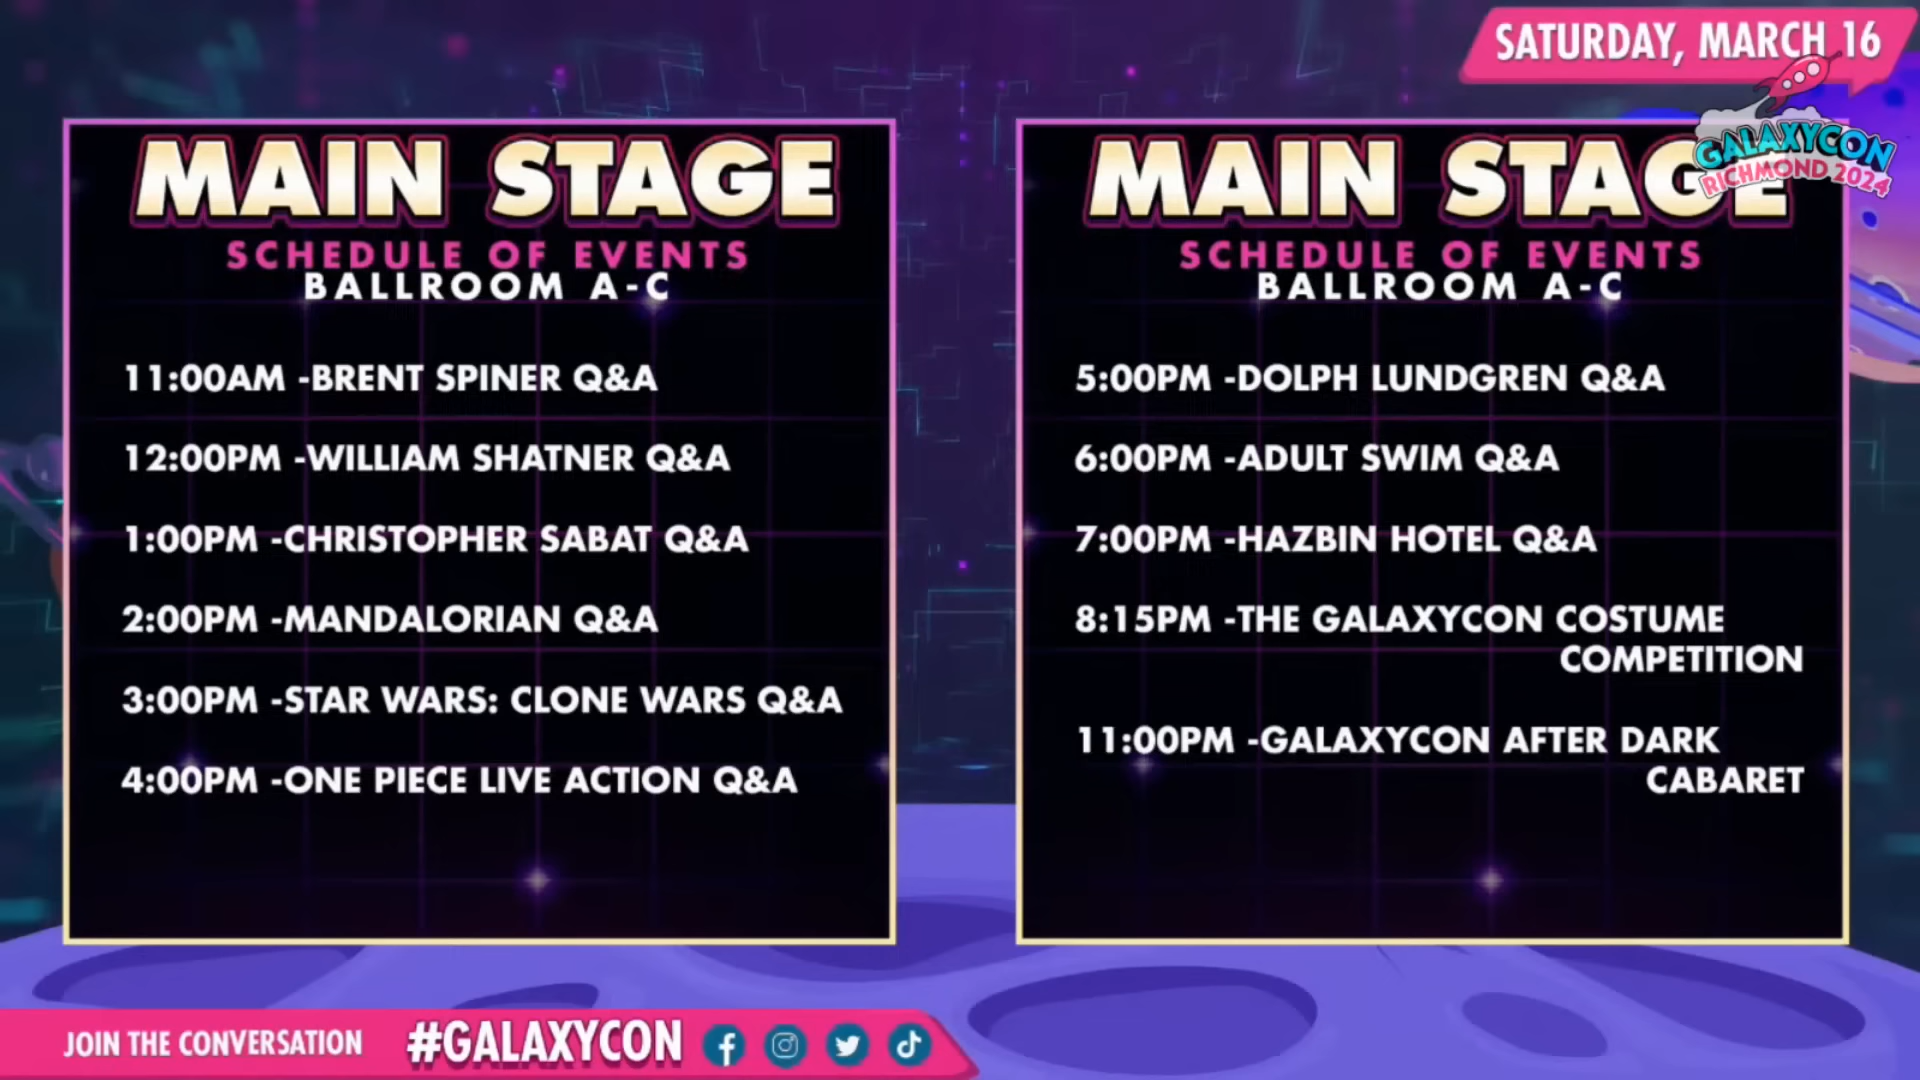 SATURDAY, MARCH 16
GALAXYCON
RICHMOND 2024
MAIN STAGE
SCHEDULE OF EVENTS
BALLROOM A-C
11:00AM -BRENT SPINER Q&A
12:00PM -WILLIAM SHATNER Q&A
1:00PM -CHRISTOPHER SABAT Q&A
2:00PM -MANDALORIAN Q&A
3:00PM -STAR WARS: CLONE WARS Q&A
4:00PM -ONE PIECE LIVE ACTION Q&A
MAIN STAGE
SCHEDULE OF EVENTS
BALLROOM A-C
5:00PM -DOLPH LUNDGREN Q&A
6:00PM -ADULT SWIM Q&A
7:00PM -HAZBIN HOTEL Q&A
8:15PM -THE GALAXYCON COSTUME
COMPETITION
11:00PM -GALAXYCON AFTER DARK
CABARET
JOIN THE CONVERSATION #GALAXYCON